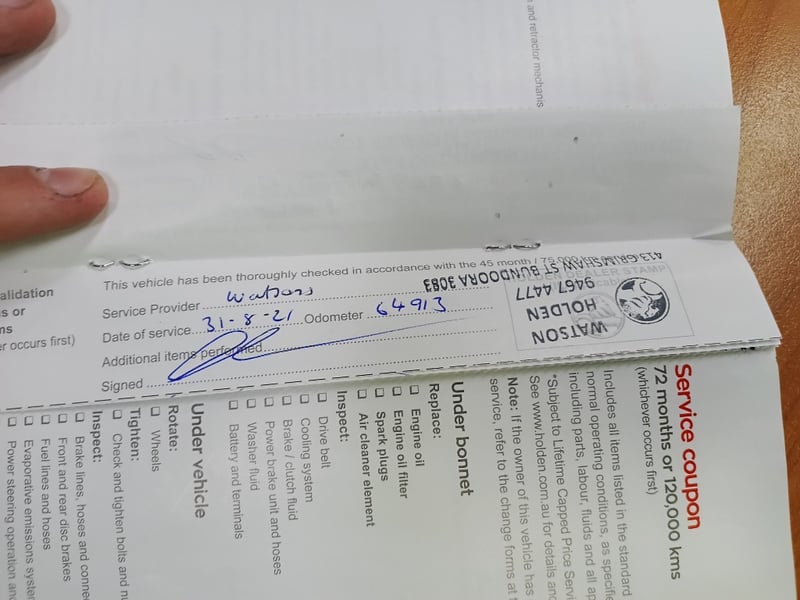 n and retractor mechanis
This vehicle has been thoroughly checked in accordance with the 45 month / 75,000
Service Provider Watsons
Date of service 31-8-21 Odometer 64913
Additional items performed
Signed
DEALER STAMP
WATSON
HOLDEN
9467 4477
413 GRIMSHAW ST BUNDOORA 3083
alidation
s or
ms
er occurs first)
Service coupon
72 months or 120,000 kms
(whichever occurs first)
Includes all items listed in the standard
normal operating conditions, as specifie
including parts, labour, fluids and all ap
*Subject to Lifetime Capped Price Servi
See www.holden.com.au for details and
Note: If the owner of this vehicle has
service, refer to the change forms at t
Under bonnet
Replace:
Engine oil
Engine oil filter
Spark plugs
Air cleaner element
Inspect:
Drive belt
Cooling system
Brake / clutch fluid
Power brake unit and hoses
Washer fluid
Battery and terminals
Under vehicle
Rotate:
Wheels
Tighten:
Check and tighten bolts and nu
Inspect:
Brake lines, hoses and connec
Front and rear disc brakes
Fuel lines and hoses
Evaporative emissions syste
Power steering operation an